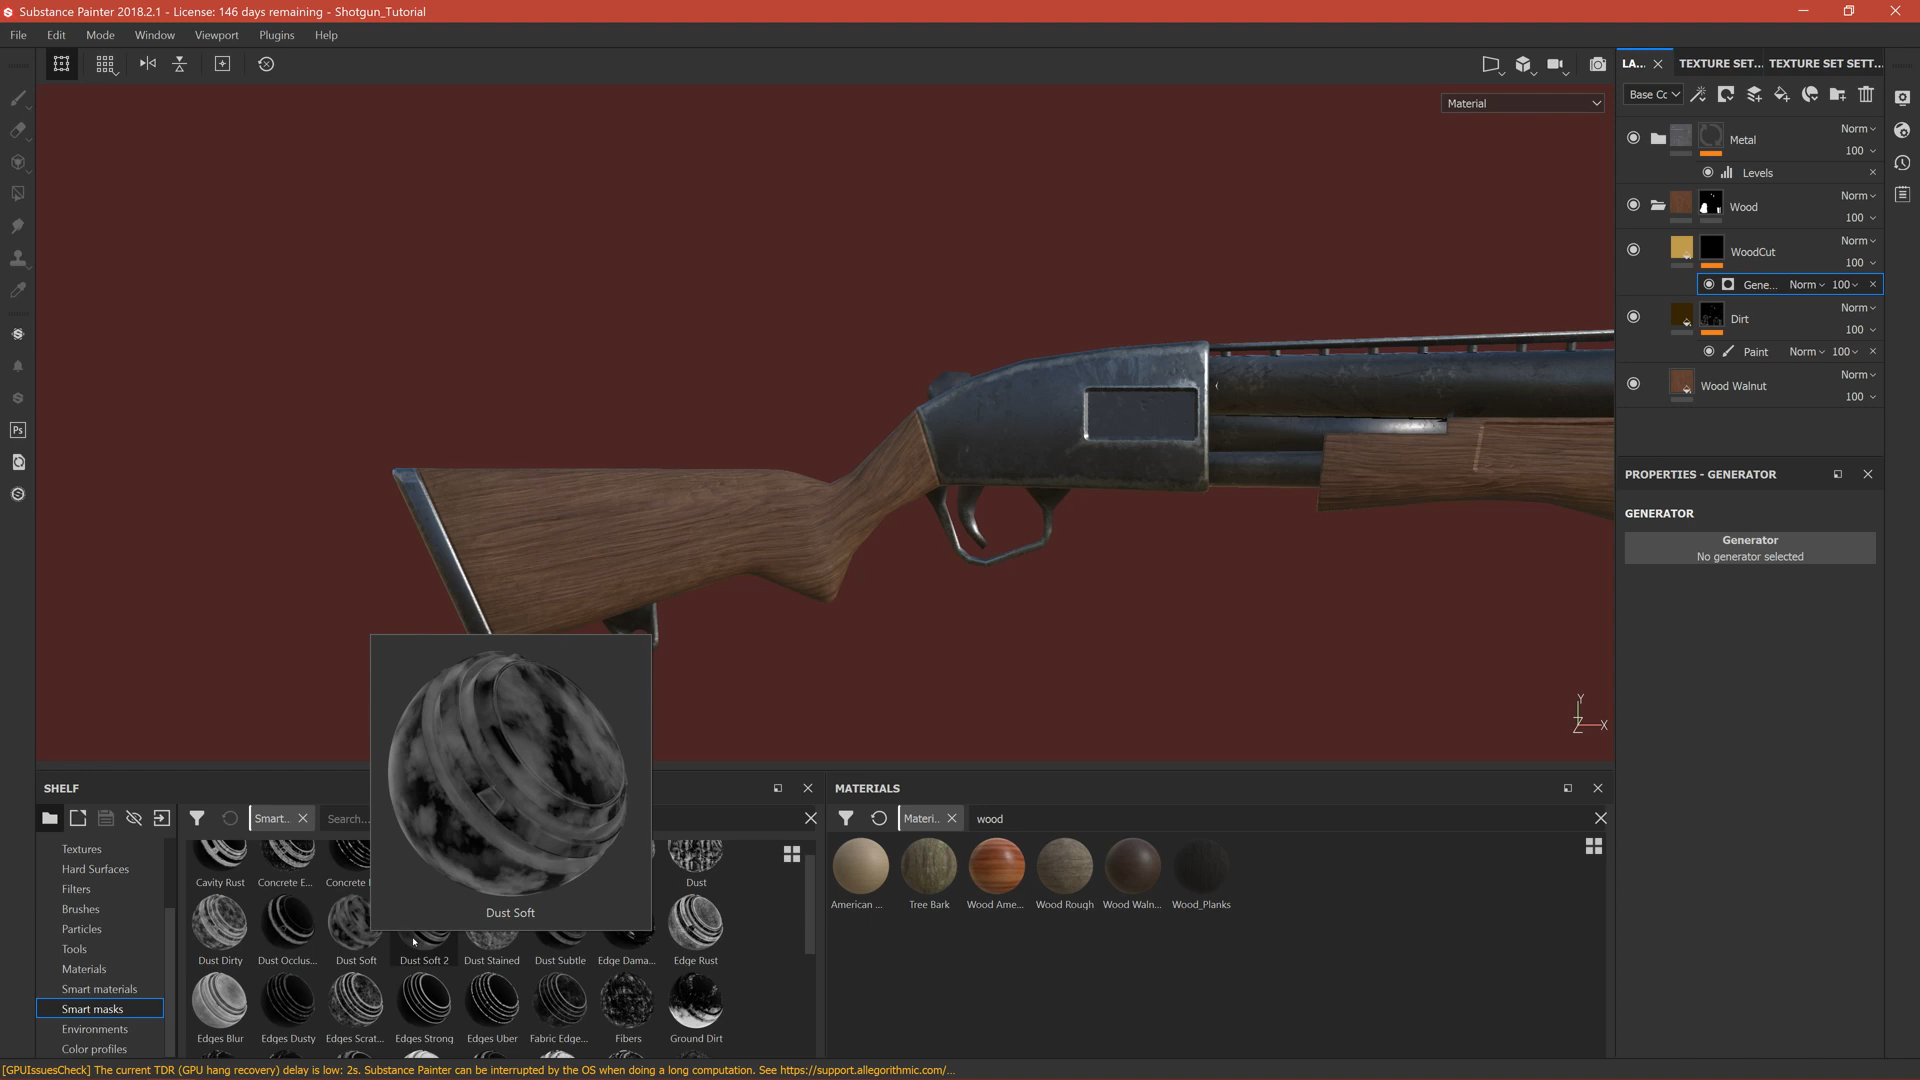 Substance Painter 2018.2.1 - License: 146 days remaining - Shotgun_Tutorial
File Edit Mode Window Viewport Plugins Help
LA... TEXTURE SET... TEXTURE SET SETT...
Material
Base Cc
Metal Norm
100
Levels
Wood Norm
100
WoodCut Norm
100
Gene... Norm 100
Dirt Norm
100
Paint Norm 100
Wood Walnut Norm
100
Ps
PROPERTIES - GENERATOR
GENERATOR
Generator
No generator selected
Y
Z X
SHELF
Smart... Search...
Textures
Hard Surfaces
Filters
Brushes
Particles
Tools
Materials
Smart materials
Smart masks
Environments
Color profiles
Cavity Rust Concrete E... Concrete Dust
Dust Soft
Dust Dirty Dust Occlus... Dust Soft Dust Soft 2 Dust Stained Dust Subtle Edge Dama... Edge Rust
Edges Blur Edges Dusty Edges Scrat... Edges Strong Edges Uber Fabric Edge... Fibers Ground Dirt
MATERIALS
Materi.. wood
American ... Tree Bark Wood Ame... Wood Rough Wood Waln... Wood_Planks
[GPUIssuesCheck] The current TDR (GPU hang recovery) delay is low: 2s. Substance Painter can be interrupted by the OS when doing a long computation. See https://support.allegorithmic.com/...